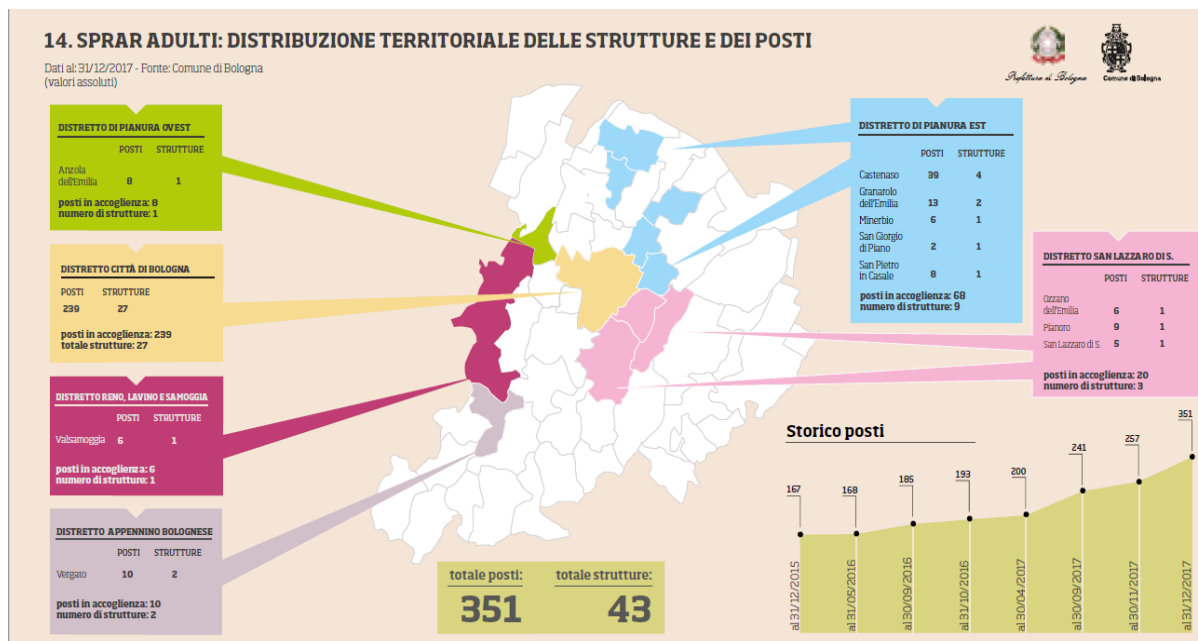 14. SPRAR ADULTI: DISTRIBUZIONE TERRITORIALE DELLE STRUTTURE E DEI POSTI
Dati al: 31/12/2017 - Fonte: Comune di Bologna
(valori assoluti)
Prefettura di Bologna
Comune di Bologna
DISTRETTO DI PIANURA OVEST
POSTI STRUTTURE
Anzola
dell'Emilia 8 1
posti in accoglienza: 8
numero di strutture: 1
DISTRETTO CITTÀ DI BOLOGNA
POSTI STRUTTURE
239 27
posti in accoglienza: 239
totale strutture: 27
DISTRETTO RENO, LAVINO E SAMOGGIA
POSTI STRUTTURE
Valsamoggia 6 1
posti in accoglienza: 6
numero di strutture: 1
DISTRETTO APPENNINO BOLOGNESE
POSTI STRUTTURE
Vergato 10 2
posti in accoglienza: 10
numero di strutture: 2
DISTRETTO DI PIANURA EST
POSTI STRUTTURE
Castenaso 39 4
Granarolo
dell'Emilia 13 2
Minerbio 6 1
San Giorgio
di Piano 2 1
San Pietro
in Casale 8 1
posti in accoglienza: 68
numero di strutture: 9
DISTRETTO SAN LAZZARO DI S.
POSTI STRUTTURE
Ozzano
dell'Emilia 6 1
Pianoro 9 1
San Lazzaro di S. 5 1
posti in accoglienza: 20
numero di strutture: 3
totale posti: totale strutture:
351 43
Storico posti
167 168 185 193 200 241 257 351
al 31/12/2015
al 31/05/2016
al 30/09/2016
al 31/10/2016
al 30/04/2017
al 30/09/2017
al 30/11/2017
al 31/12/2017